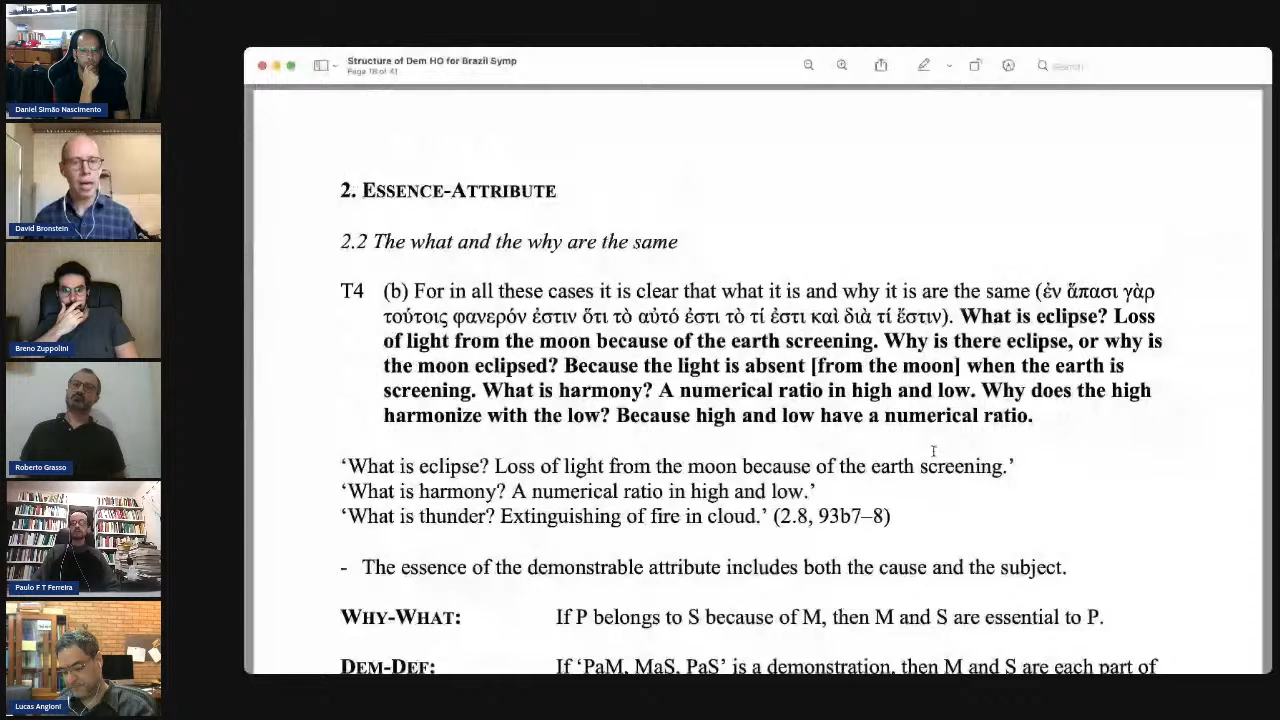 Daniel Simão Nascimento
David Bronstein
Breno Zuppolini
Roberto Grasso
Paulo F T Ferreira
Lucas Angioni
Structure of Dem HO for Brazil Symp
Page 18 of 41
Search
2. ESSENCE-ATTRIBUTE
2.2 The what and the why are the same
T4 (b) For in all these cases it is clear that what it is and why it is are the same (ἐν ἅπασι γὰρ
τούτοις φανερόν ἐστιν ὅτι τὸ αὐτό ἐστι τὸ τί ἐστι καὶ διὰ τί ἔστιν). What is eclipse? Loss
of light from the moon because of the earth screening. Why is there eclipse, or why is
the moon eclipsed? Because the light is absent [from the moon] when the earth is
screening. What is harmony? A numerical ratio in high and low. Why does the high
harmonize with the low? Because high and low have a numerical ratio.
‘What is eclipse? Loss of light from the moon because of the earth screening.’
‘What is harmony? A numerical ratio in high and low.’
‘What is thunder? Extinguishing of fire in cloud.’ (2.8, 93b7–8)
- The essence of the demonstrable attribute includes both the cause and the subject.
WHY-WHAT: If P belongs to S because of M, then M and S are essential to P.
DEM-DEF: If ‘PaM, MaS, PaS’ is a demonstration, then M and S are each part of